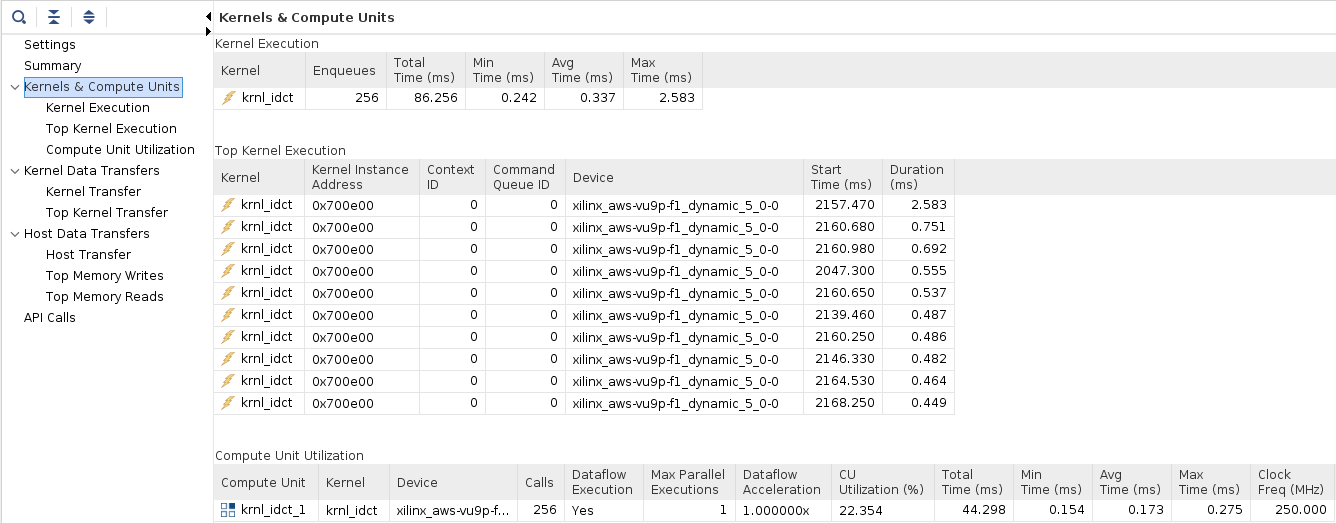 Kernels & Compute Units
Settings
Summary
Kernels & Compute Units
Kernel Execution
Top Kernel Execution
Compute Unit Utilization
Kernel Data Transfers
Kernel Transfer
Top Kernel Transfer
Host Data Transfers
Host Transfer
Top Memory Writes
Top Memory Reads
API Calls
Kernel Execution
Kernel Enqueues Total Time (ms) Min Time (ms) Avg Time (ms) Max Time (ms)
krnl_idct 256 86.256 0.242 0.337 2.583
Top Kernel Execution
Kernel Kernel Instance Address Context ID Command Queue ID Device Start Time (ms) Duration (ms)
krnl_idct 0x700e00 0 0 xilinx_aws-vu9p-f1_dynamic_5_0-0 2157.470 2.583
krnl_idct 0x700e00 0 0 xilinx_aws-vu9p-f1_dynamic_5_0-0 2160.680 0.751
krnl_idct 0x700e00 0 0 xilinx_aws-vu9p-f1_dynamic_5_0-0 2160.980 0.692
krnl_idct 0x700e00 0 0 xilinx_aws-vu9p-f1_dynamic_5_0-0 2047.300 0.555
krnl_idct 0x700e00 0 0 xilinx_aws-vu9p-f1_dynamic_5_0-0 2160.650 0.537
krnl_idct 0x700e00 0 0 xilinx_aws-vu9p-f1_dynamic_5_0-0 2139.460 0.487
krnl_idct 0x700e00 0 0 xilinx_aws-vu9p-f1_dynamic_5_0-0 2160.250 0.486
krnl_idct 0x700e00 0 0 xilinx_aws-vu9p-f1_dynamic_5_0-0 2146.330 0.482
krnl_idct 0x700e00 0 0 xilinx_aws-vu9p-f1_dynamic_5_0-0 2164.530 0.464
krnl_idct 0x700e00 0 0 xilinx_aws-vu9p-f1_dynamic_5_0-0 2168.250 0.449
Compute Unit Utilization
Compute Unit Kernel Device Calls Dataflow Execution Max Parallel Executions Dataflow Acceleration CU Utilization (%) Total Time (ms) Min Time (ms) Avg Time (ms) Max Time (ms) Clock Freq (MHz)
krnl_idct_1 krnl_idct xilinx_aws-vu9p-f... 256 Yes 1 1.000000x 22.354 44.298 0.154 0.173 0.275 250.000